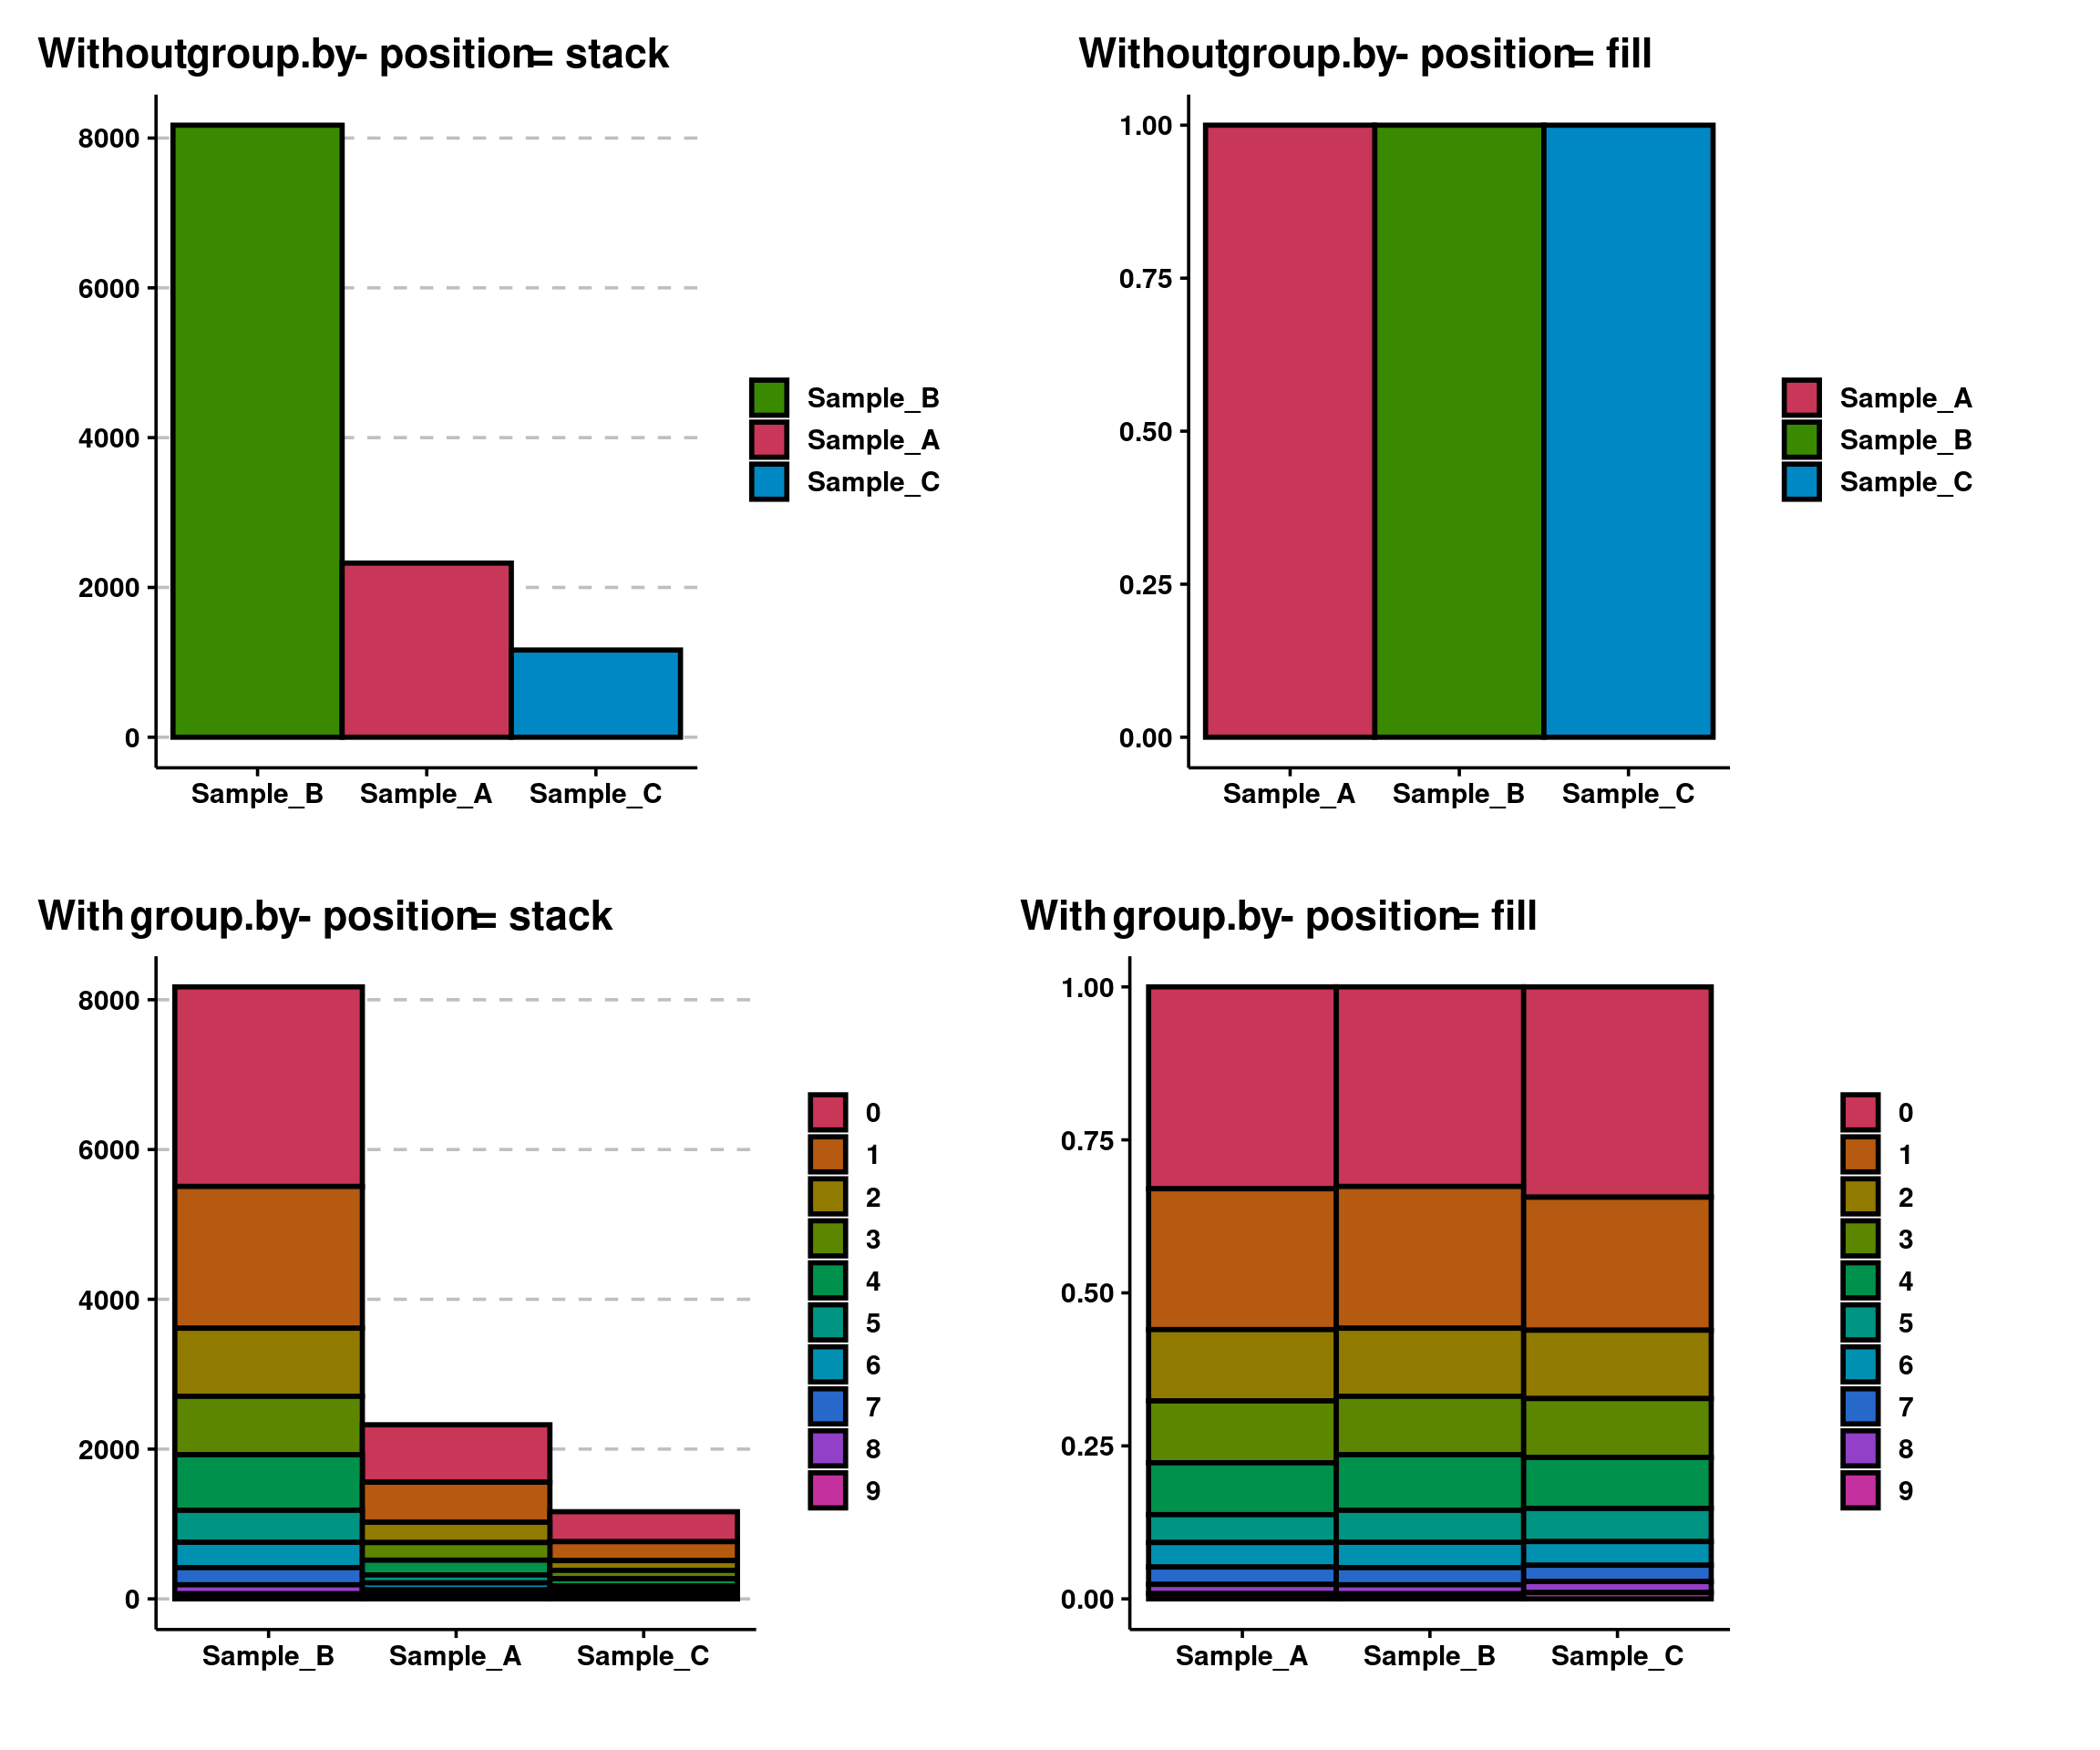 Withoutgroup.by- position= stack
8000
6000
4000
2000
0
Sample_B Sample_A Sample_C
Sample_B
Sample_A
Sample_C
Withoutgroup.by- position= fill
1.00
0.75
0.50
0.25
0.00
Sample_A Sample_B Sample_C
Sample_A
Sample_B
Sample_C
With group.by- position= stack
8000
6000
4000
2000
0
Sample_B Sample_A Sample_C
0
1
2
3
4
5
6
7
8
9
With group.by- position= fill
1.00
0.75
0.50
0.25
0.00
Sample_A Sample_B Sample_C
0
1
2
3
4
5
6
7
8
9